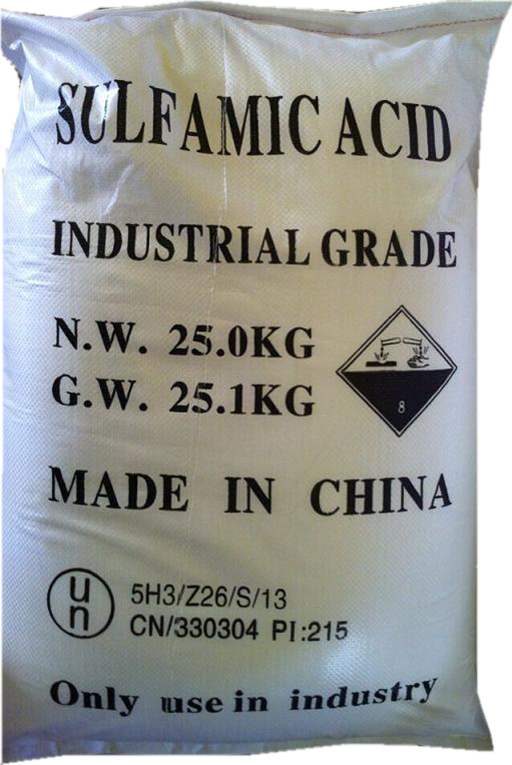 SULFAMIC ACID
INDUSTRIAL GRADE
N.W. 25.0KG
G.W. 25.1KG
8
MADE IN CHINA
un
5H3/Z26/S/13
CN/330304 PI:215
Only use in industry